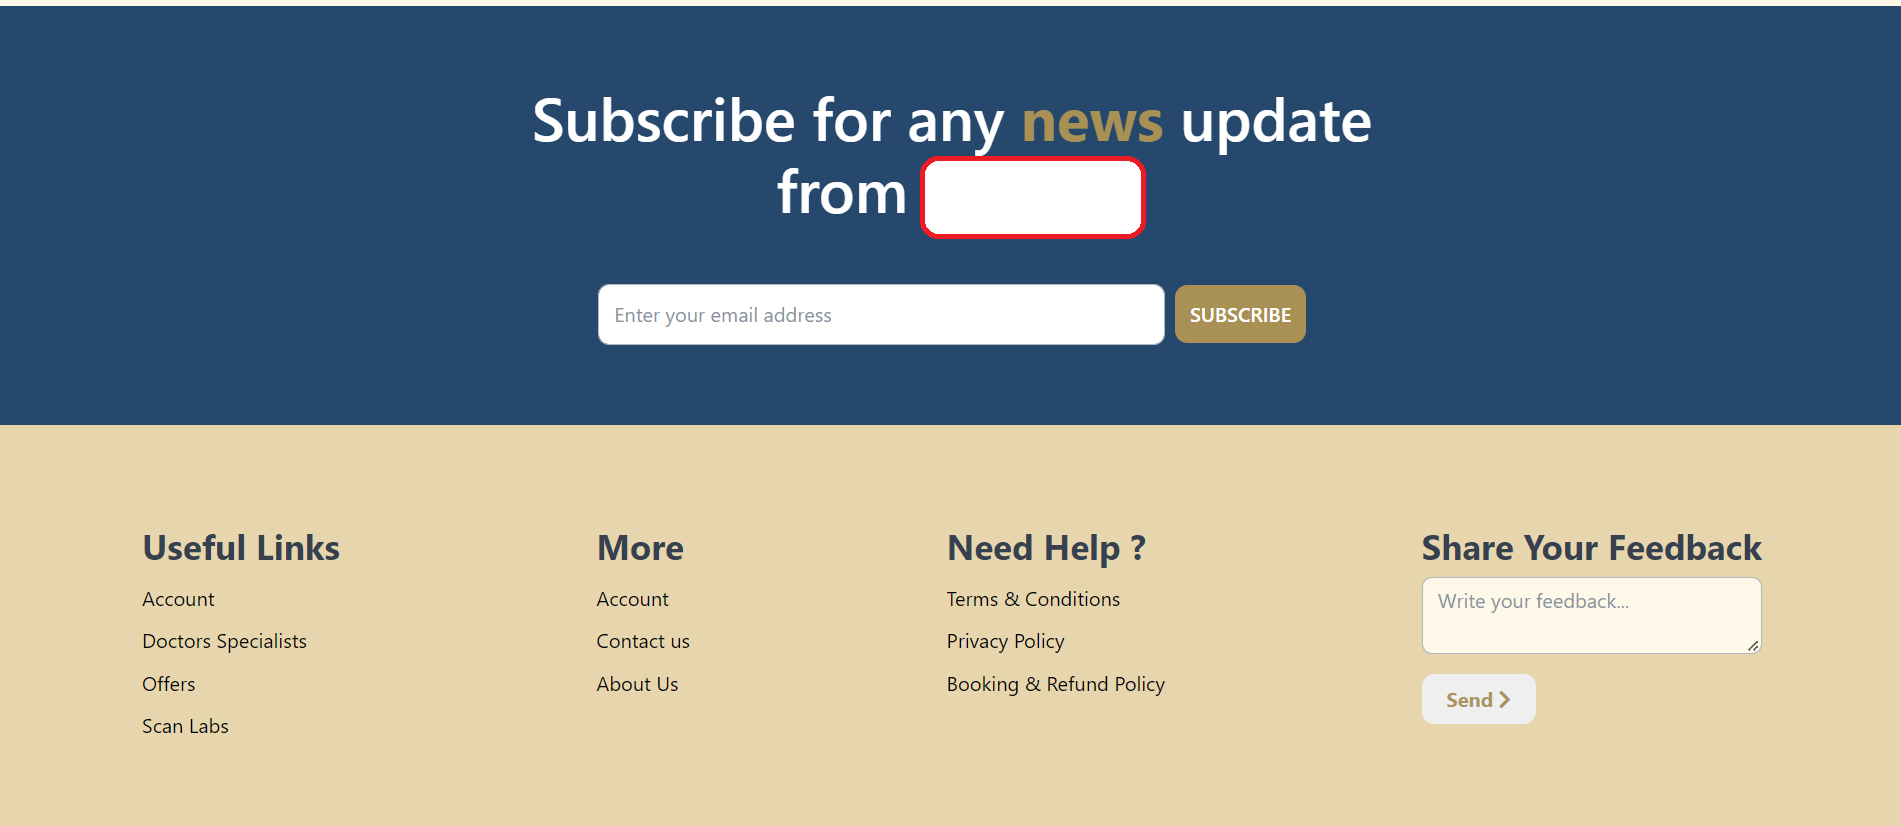 Subscribe for any news update
from
Enter your email address
SUBSCRIBE
Useful Links
Account
Doctors Specialists
Offers
Scan Labs
More
Account
Contact us
About Us
Need Help ?
Terms & Conditions
Privacy Policy
Booking & Refund Policy
Share Your Feedback
Write your feedback...
Send